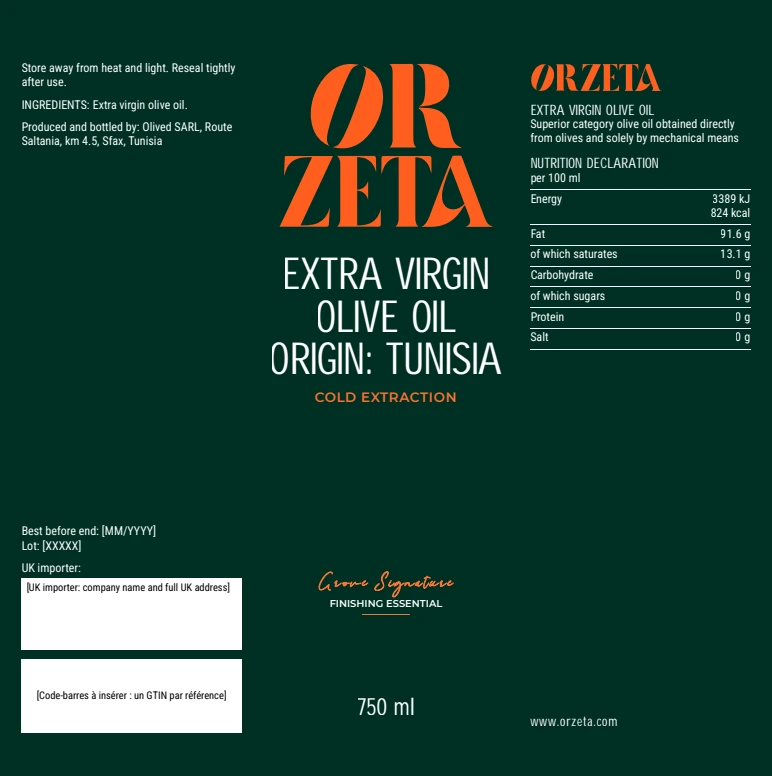 Store away from heat and light. Reseal tightly
after use.
INGREDIENTS: Extra virgin olive oil.
Produced and bottled by: Olived SARL, Route
Saltania, km 4.5, Sfax, Tunisia
Best before end: [MM/YYYY]
Lot: [XXXXX]
UK importer:
[UK importer: company name and full UK address]
[Code-barres à insérer : un GTIN par référence]
OR
ZETA
EXTRA VIRGIN
OLIVE OIL
ORIGIN: TUNISIA
COLD EXTRACTION
Grove Signature
FINISHING ESSENTIAL
750 ml
ORZETA
EXTRA VIRGIN OLIVE OIL
Superior category olive oil obtained directly
from olives and solely by mechanical means
NUTRITION DECLARATION
per 100 ml
Energy 3389 kJ
824 kcal
Fat 91.6 g
of which saturates 13.1 g
Carbohydrate 0 g
of which sugars 0 g
Protein 0 g
Salt 0 g
www.orzeta.com